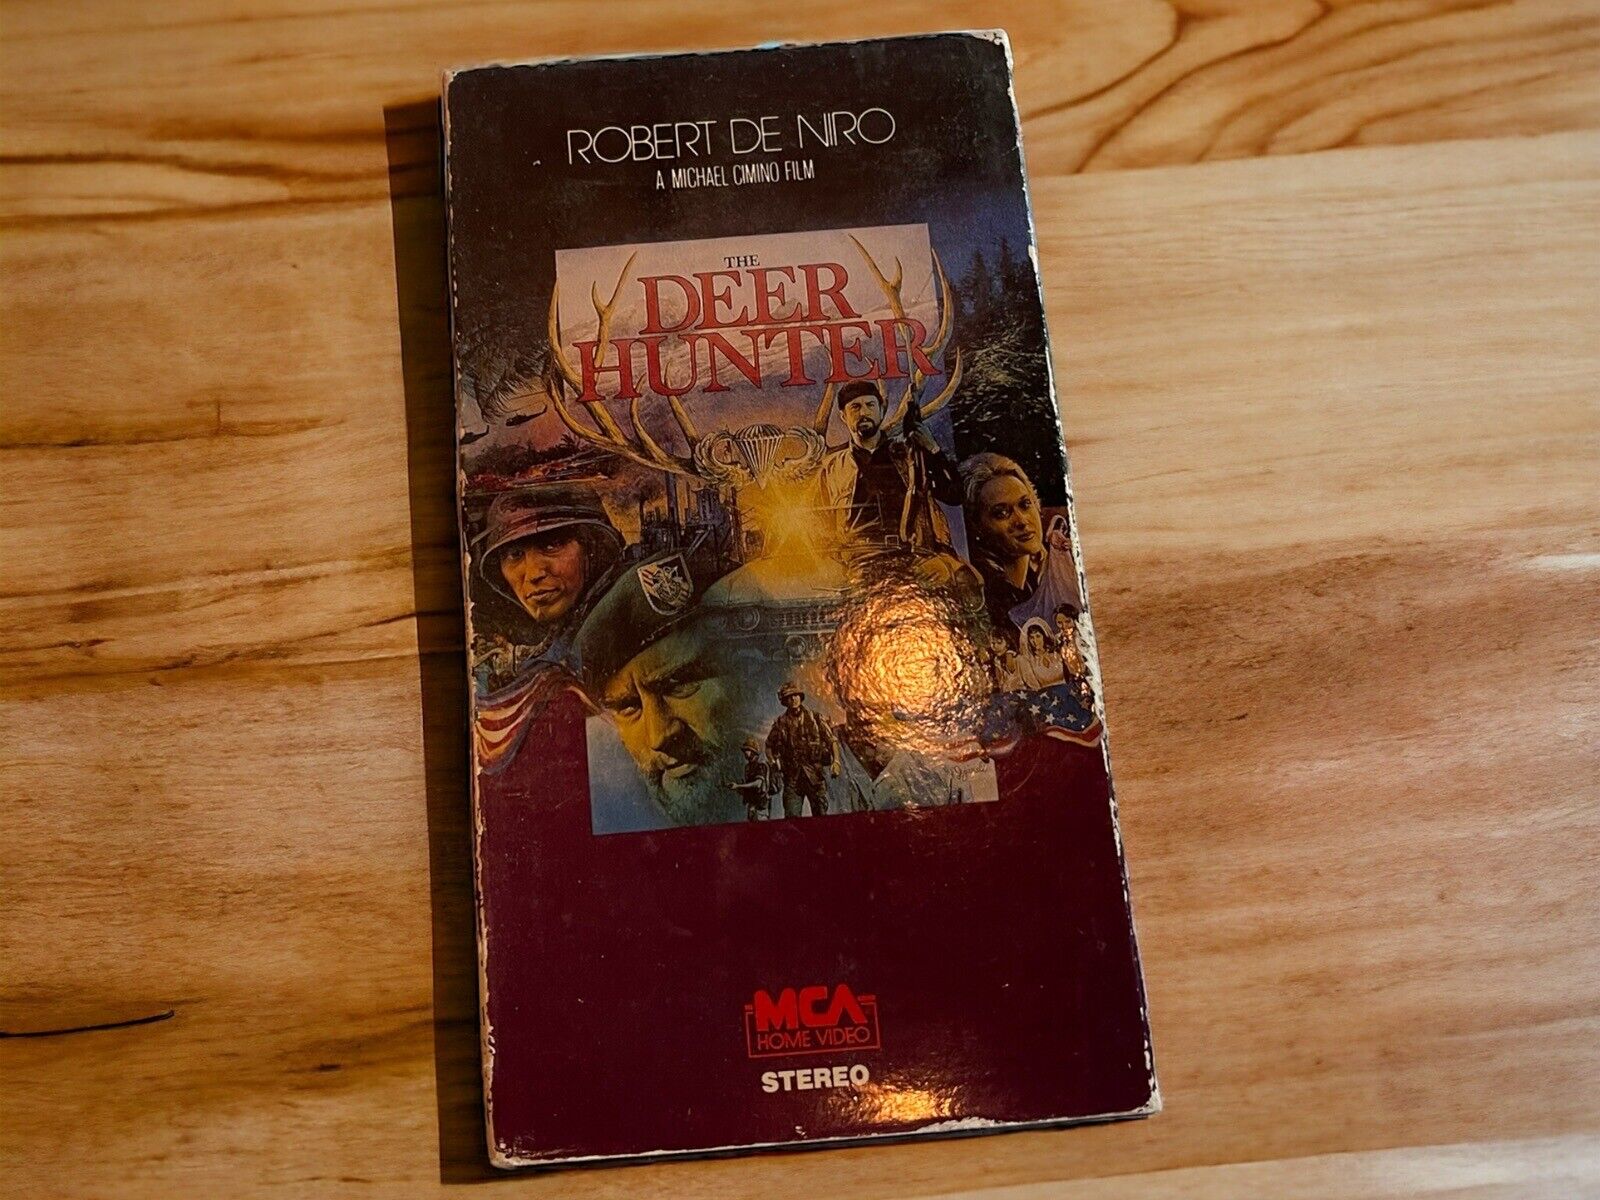 ROBERT DE NIRO
A MICHAEL CIMINO FILM
THE
DEER
HUNTER
MCA
HOME VIDEO
STEREO